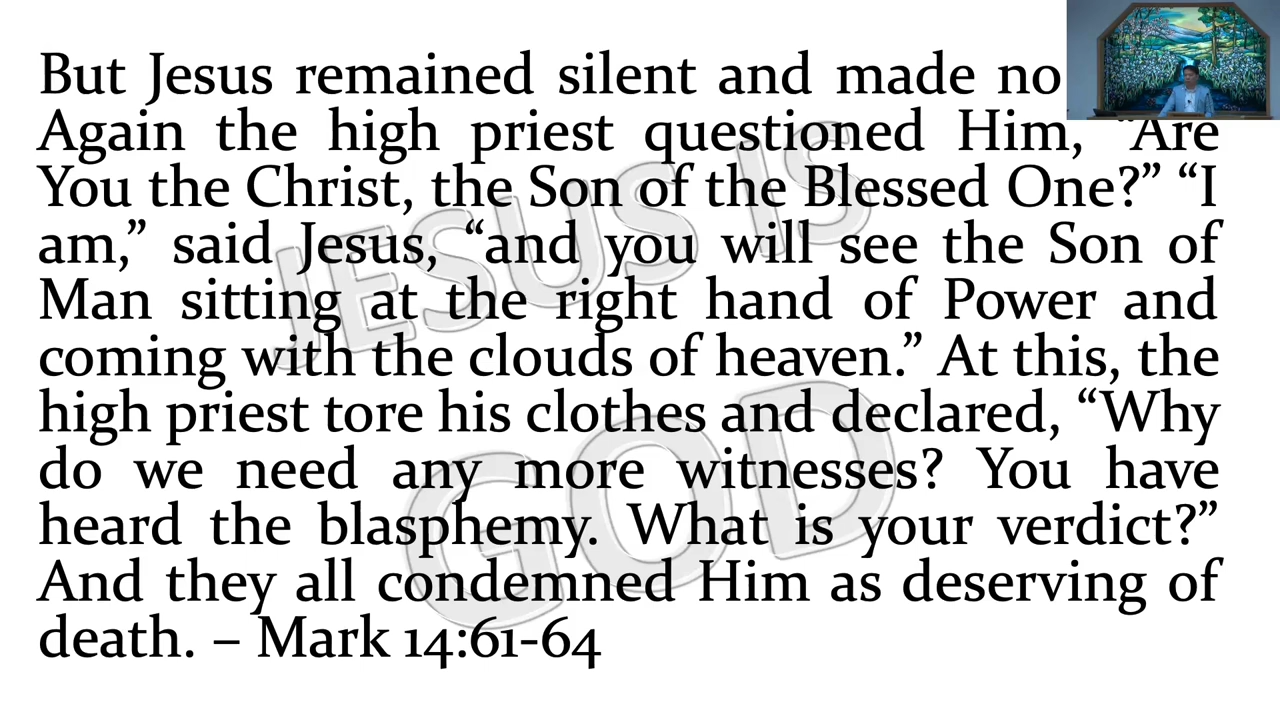 But Jesus remained silent and made no
Again the high priest questioned Him, “Are
You the Christ, the Son of the Blessed One?” “I
am,” said Jesus, “and you will see the Son of
Man sitting at the right hand of Power and
coming with the clouds of heaven.” At this, the
high priest tore his clothes and declared, “Why
do we need any more witnesses? You have
heard the blasphemy. What is your verdict?”
And they all condemned Him as deserving of
death. – Mark 14:61-64
JESUS IS
GOD